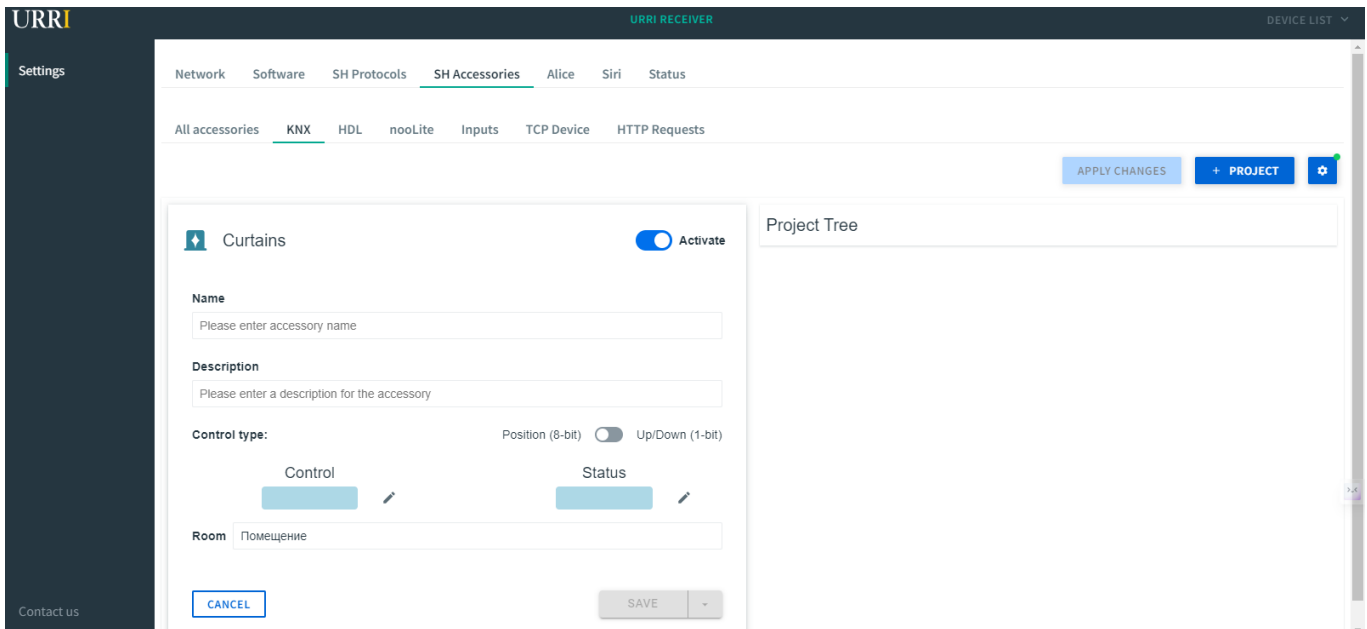 URRI
URRI RECEIVER
DEVICE LIST
Settings
Network Software SH Protocols SH Accessories Alice Siri Status
All accessories KNX HDL nooLite Inputs TCP Device HTTP Requests
APPLY CHANGES + PROJECT
Curtains
Activate
Project Tree
Name
Please enter accessory name
Description
Please enter a description for the accessory
Control type: Position (8-bit) Up/Down (1-bit)
Control Status
Room Помещение
CANCEL SAVE
Contact us